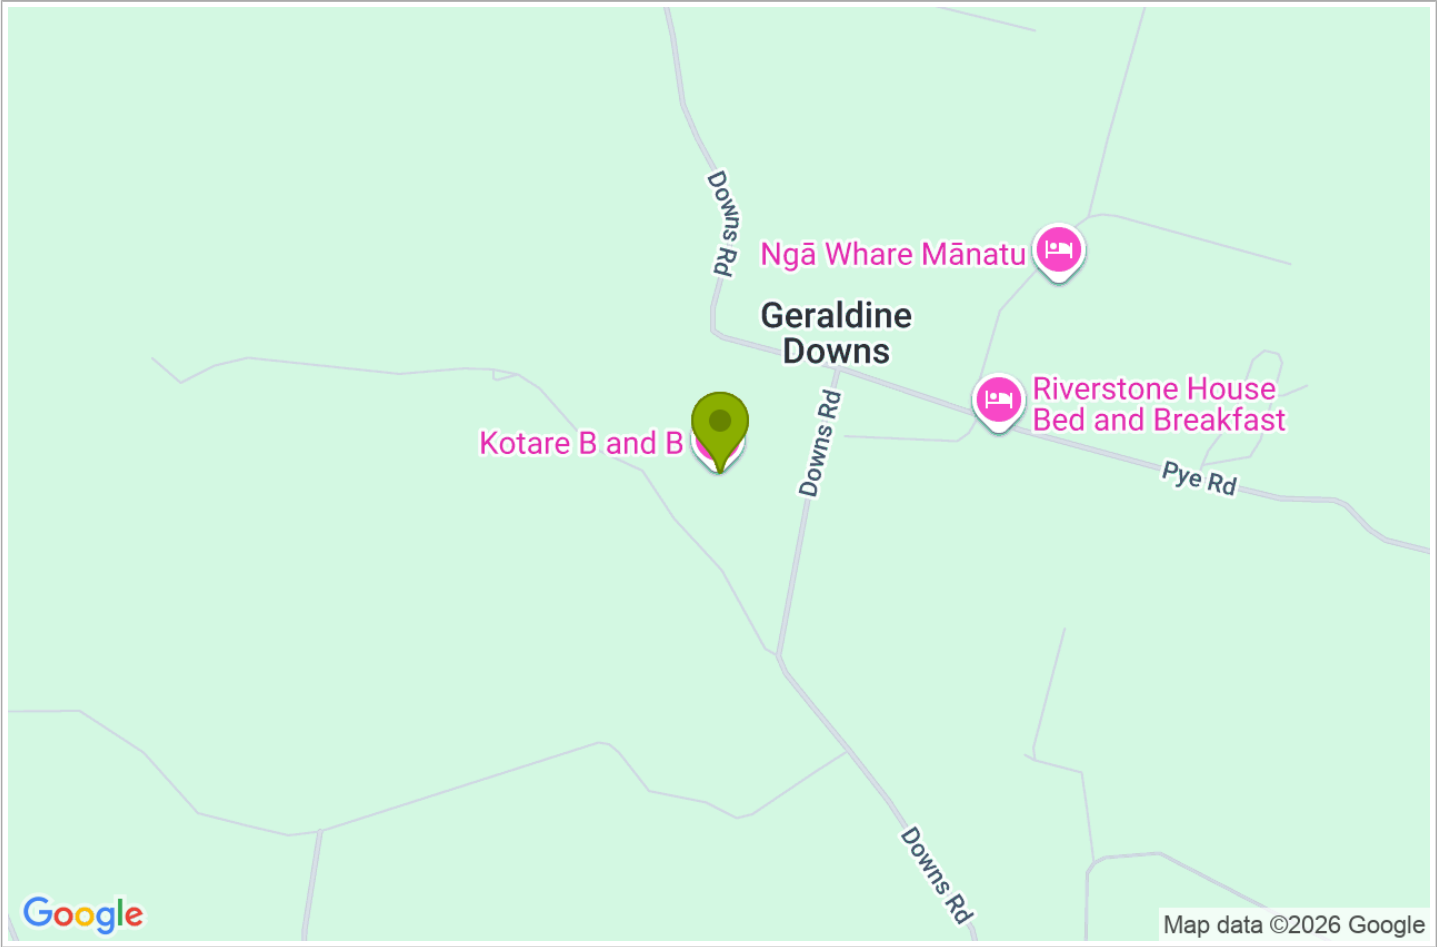 Downs Rd
Ngā Whare Mānatu
Geraldine
Downs
Riverstone House
Bed and Breakfast
Downs Rd
Kotare B and B
Pye Rd
Downs Rd
Google
Map data ©2026 Google